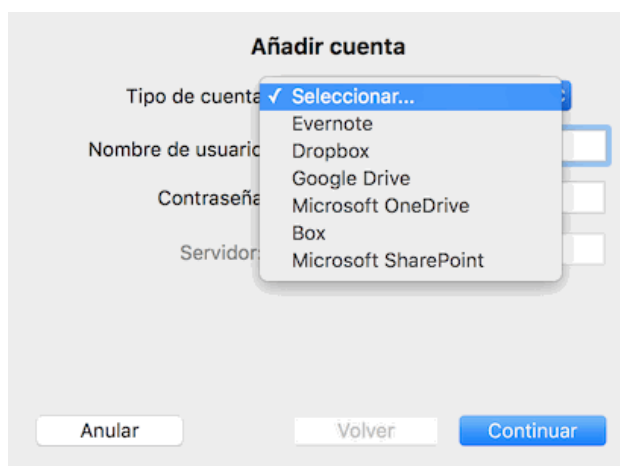 Añadir cuenta
Tipo de cuenta ✓ Seleccionar...
Evernote
Nombre de usuario
Dropbox
Google Drive
Contraseña
Microsoft OneDrive
Box
Servidor:
Microsoft SharePoint
Anular Volver Continuar